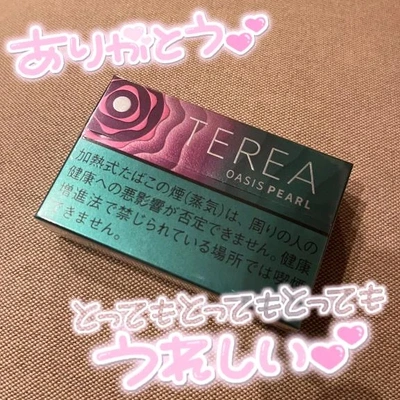 ありがとう💕
TEREA
OASIS PEARL
加熱式たばこの煙(蒸気)は、周りの人の
健康への悪影響が否定できません。健康
増進法で禁じられている場所では喫煙
できません。
とってもとってもとっても
うれしい💕